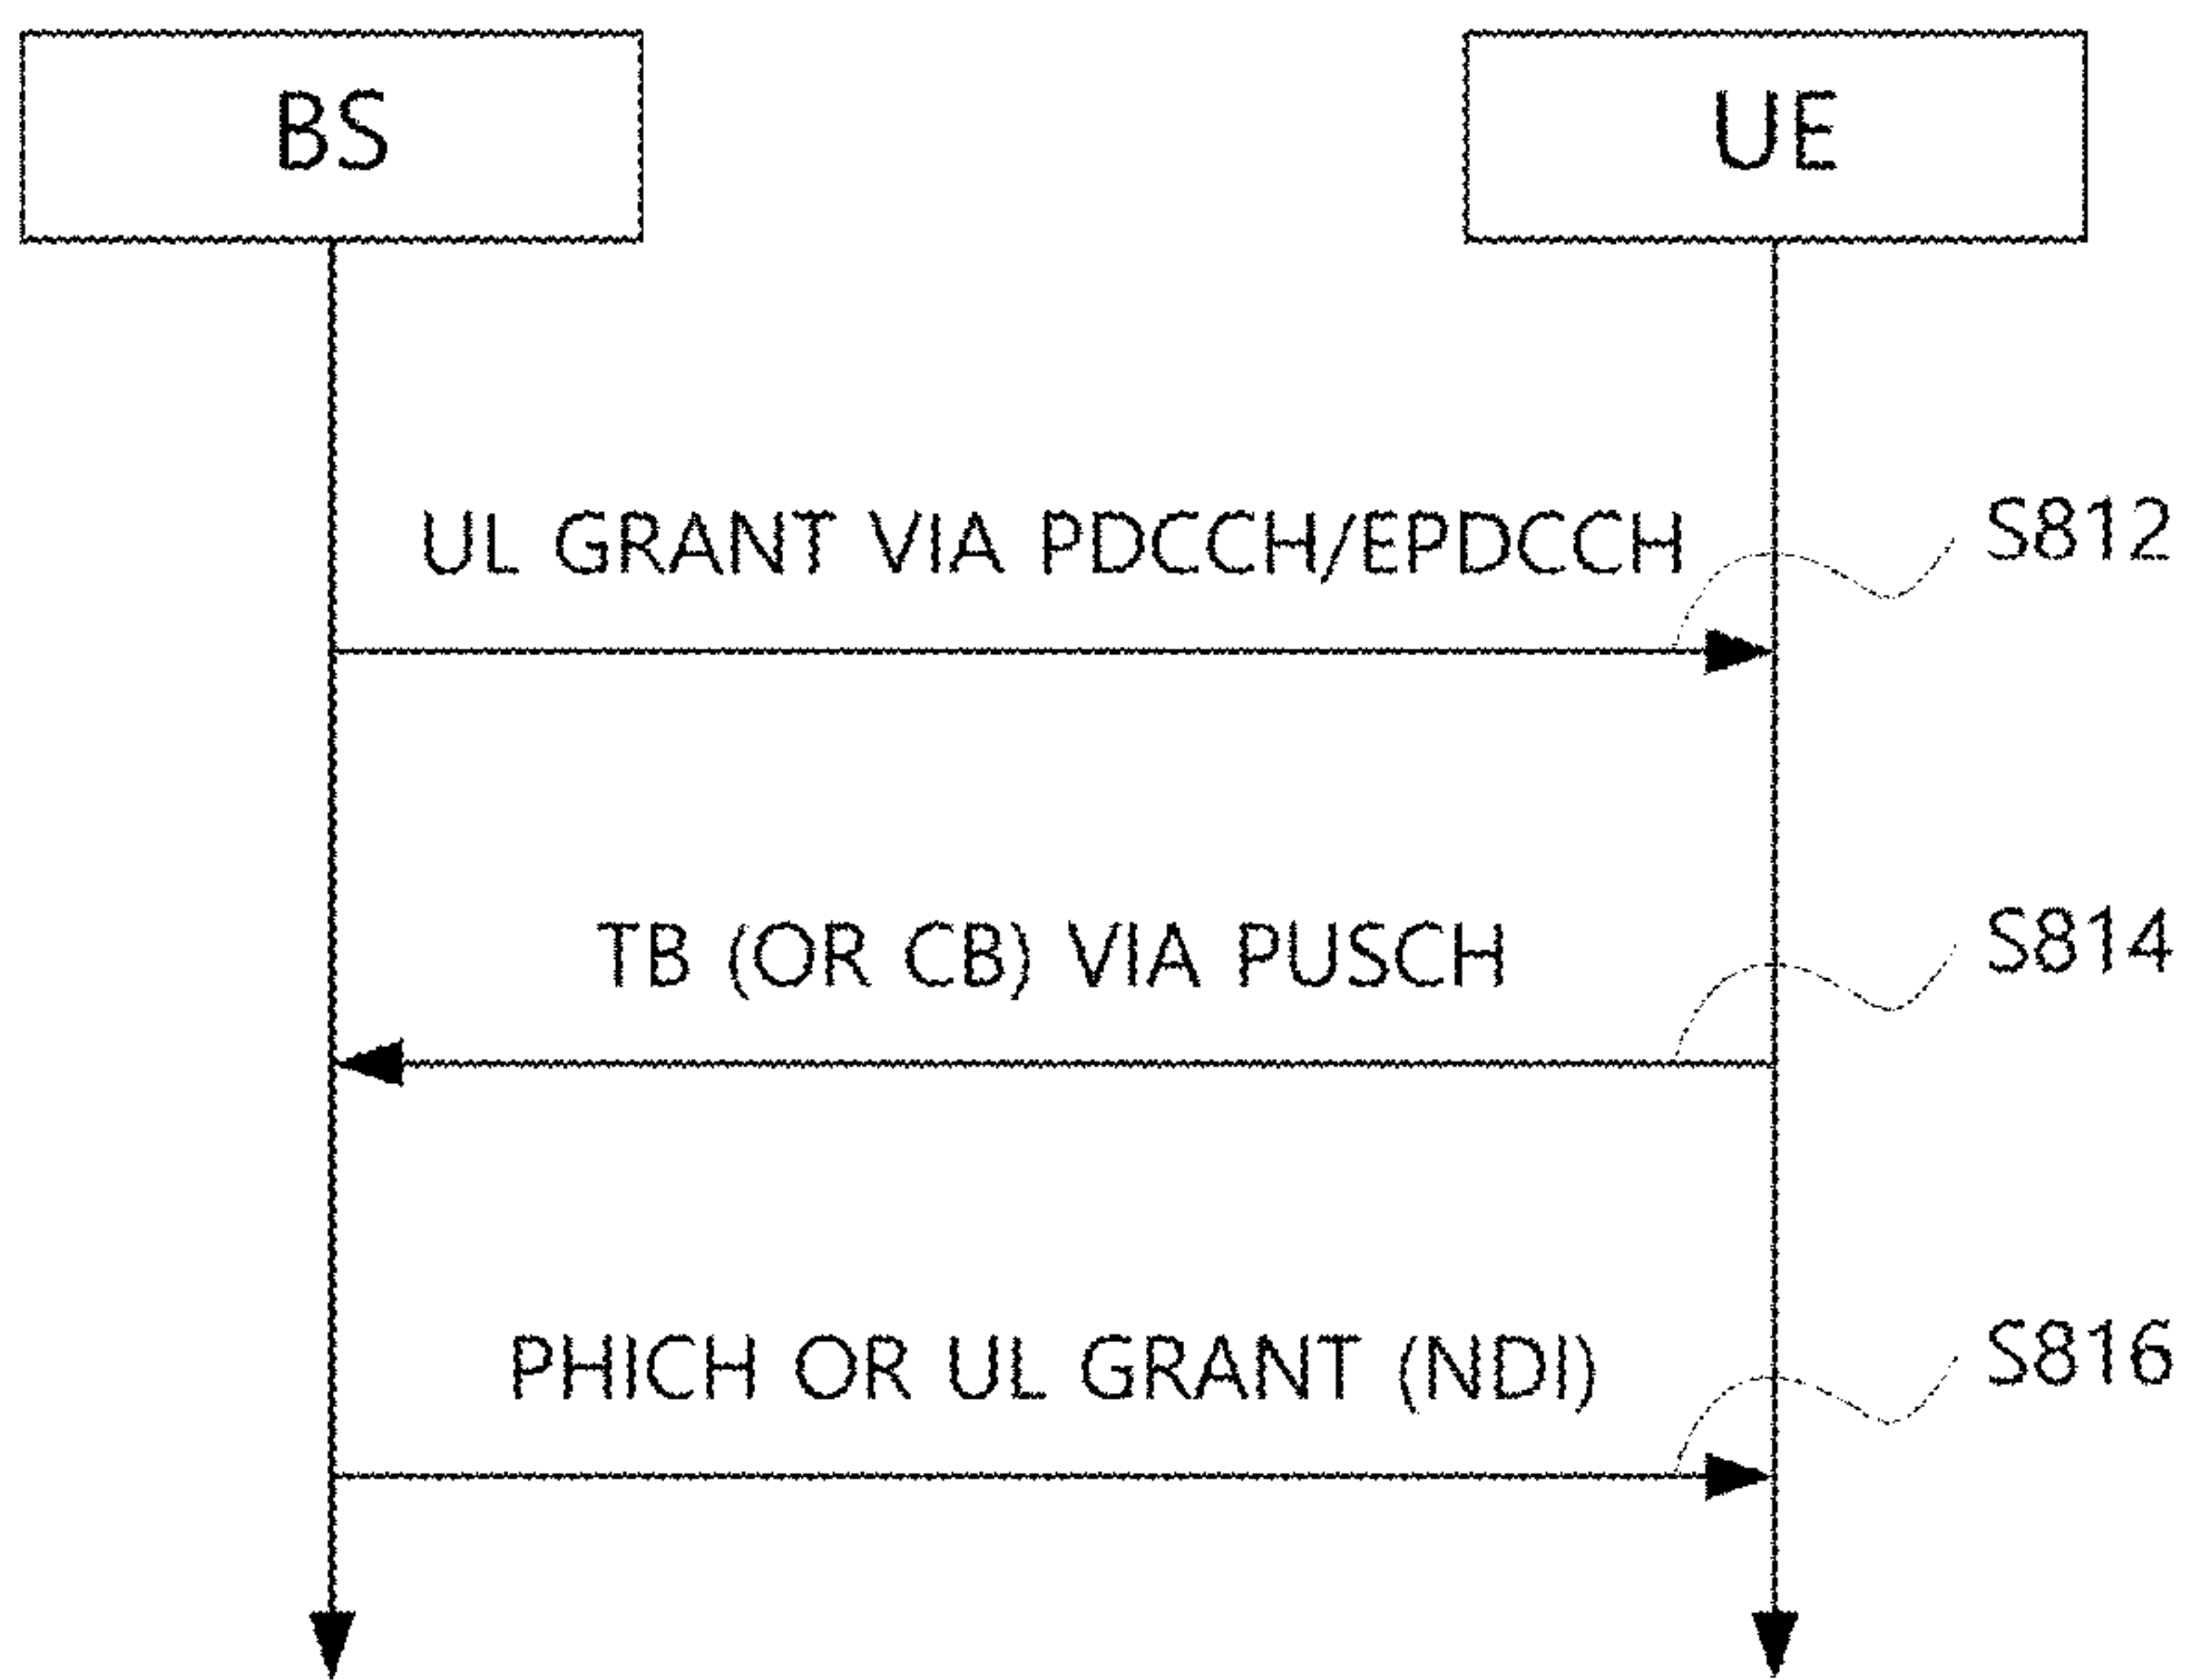 BS
UE
UL GRANT VIA PDCCH/EPDCCH
S812
TB (OR CB) VIA PUSCH
S814
PHICH OR UL GRANT (NDI)
S816